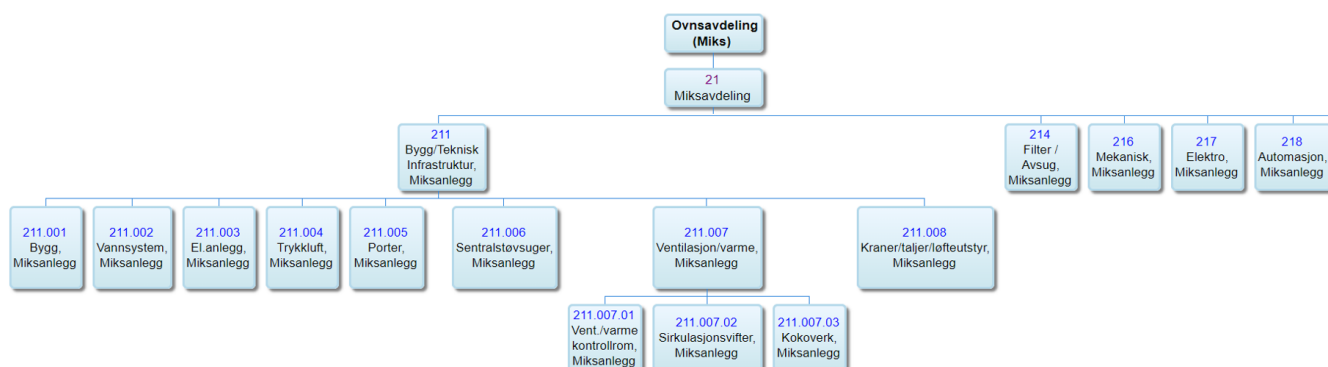 Ovnsavdeling
(Miks)
21
Miksavdeling
211
Bygg/Teknisk
Infrastruktur,
Miksanlegg
214
Filter /
Avsug,
Miksanlegg
216
Mekanisk,
Miksanlegg
217
Elektro,
Miksanlegg
218
Automasjon,
Miksanlegg
211.001
Bygg,
Miksanlegg
211.002
Vannsystem,
Miksanlegg
211.003
El.anlegg,
Miksanlegg
211.004
Trykkluft,
Miksanlegg
211.005
Porter,
Miksanlegg
211.006
Sentralstøvsuger,
Miksanlegg
211.007
Ventilasjon/varme,
Miksanlegg
211.008
Kraner/taljer/løfteutstyr,
Miksanlegg
211.007.01
Vent./varme
kontrollrom,
Miksanlegg
211.007.02
Sirkulasjonsvifter,
Miksanlegg
211.007.03
Kokoverk,
Miksanlegg